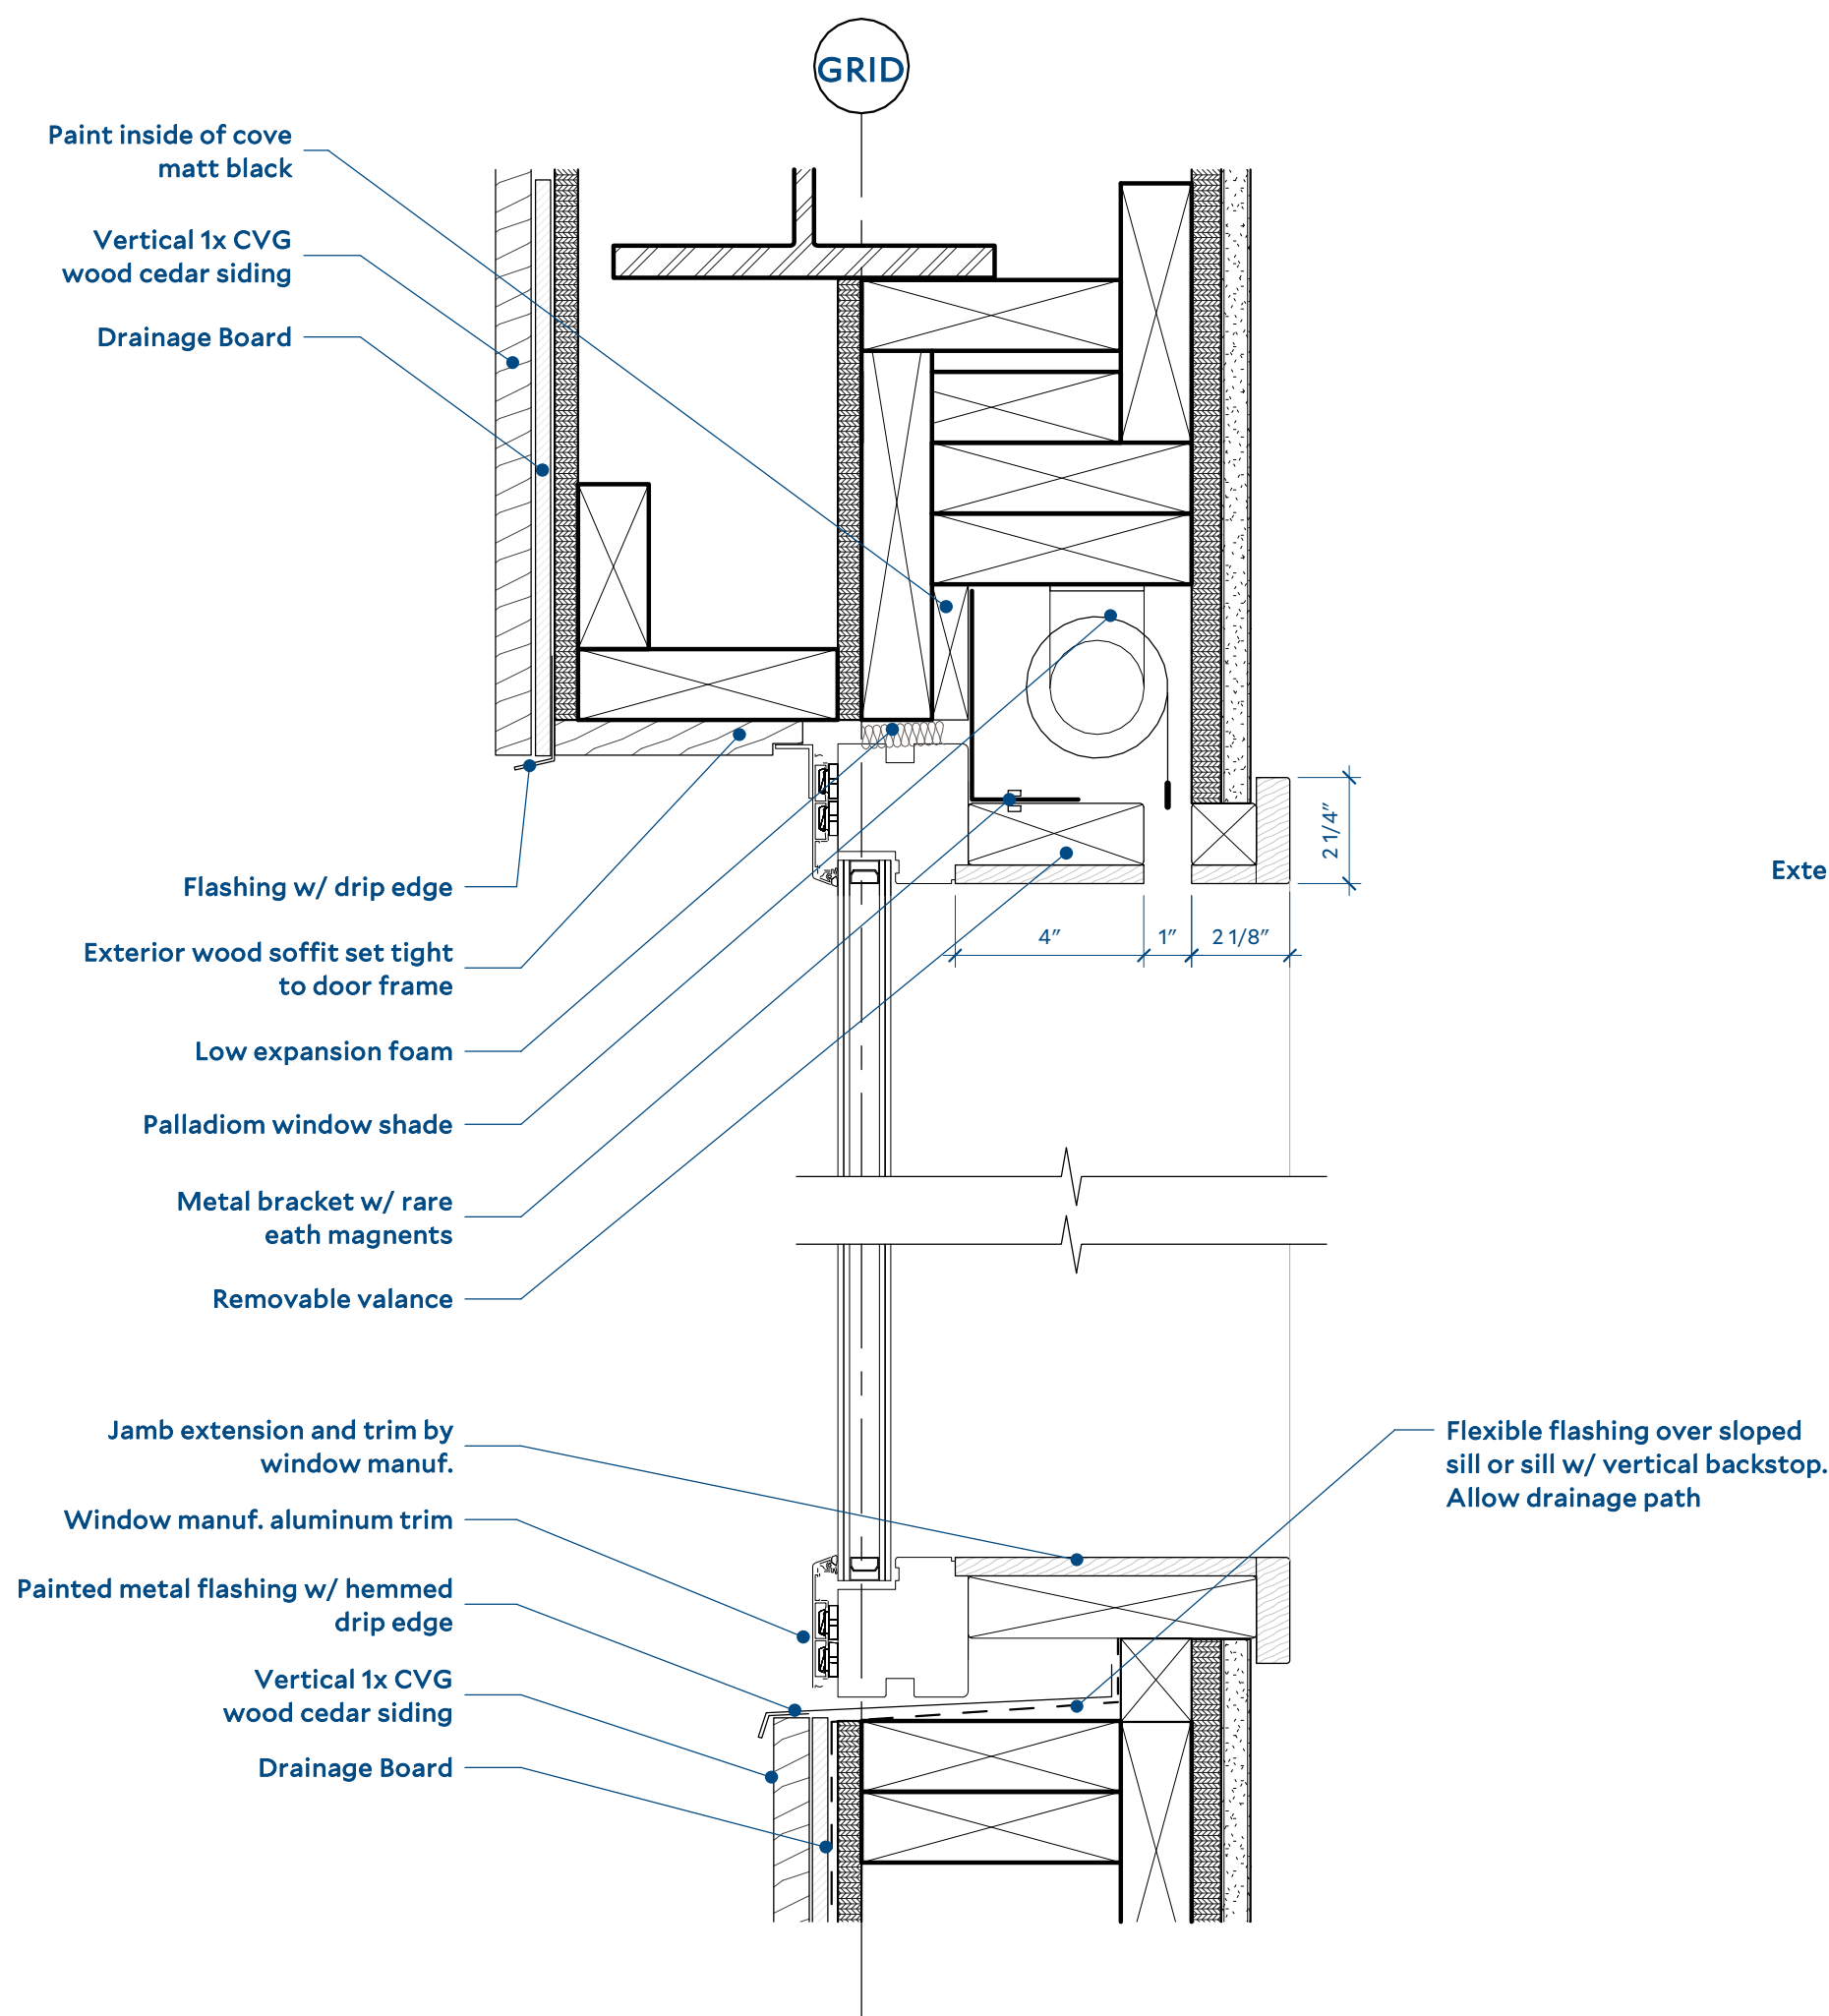 GRID
Paint inside of cove
matt black
Vertical 1x CVG
wood cedar siding
Drainage Board
Flashing w/ drip edge
Exterior wood soffit set tight
to door frame
Low expansion foam
Palladiom window shade
Metal bracket w/ rare
eath magnents
Removable valance
2 1/4"
4"
1"
2 1/8"
Exte
Jamb extension and trim by
window manuf.
Window manuf. aluminum trim
Painted metal flashing w/ hemmed
drip edge
Vertical 1x CVG
wood cedar siding
Drainage Board
Flexible flashing over sloped
sill or sill w/ vertical backstop.
Allow drainage path